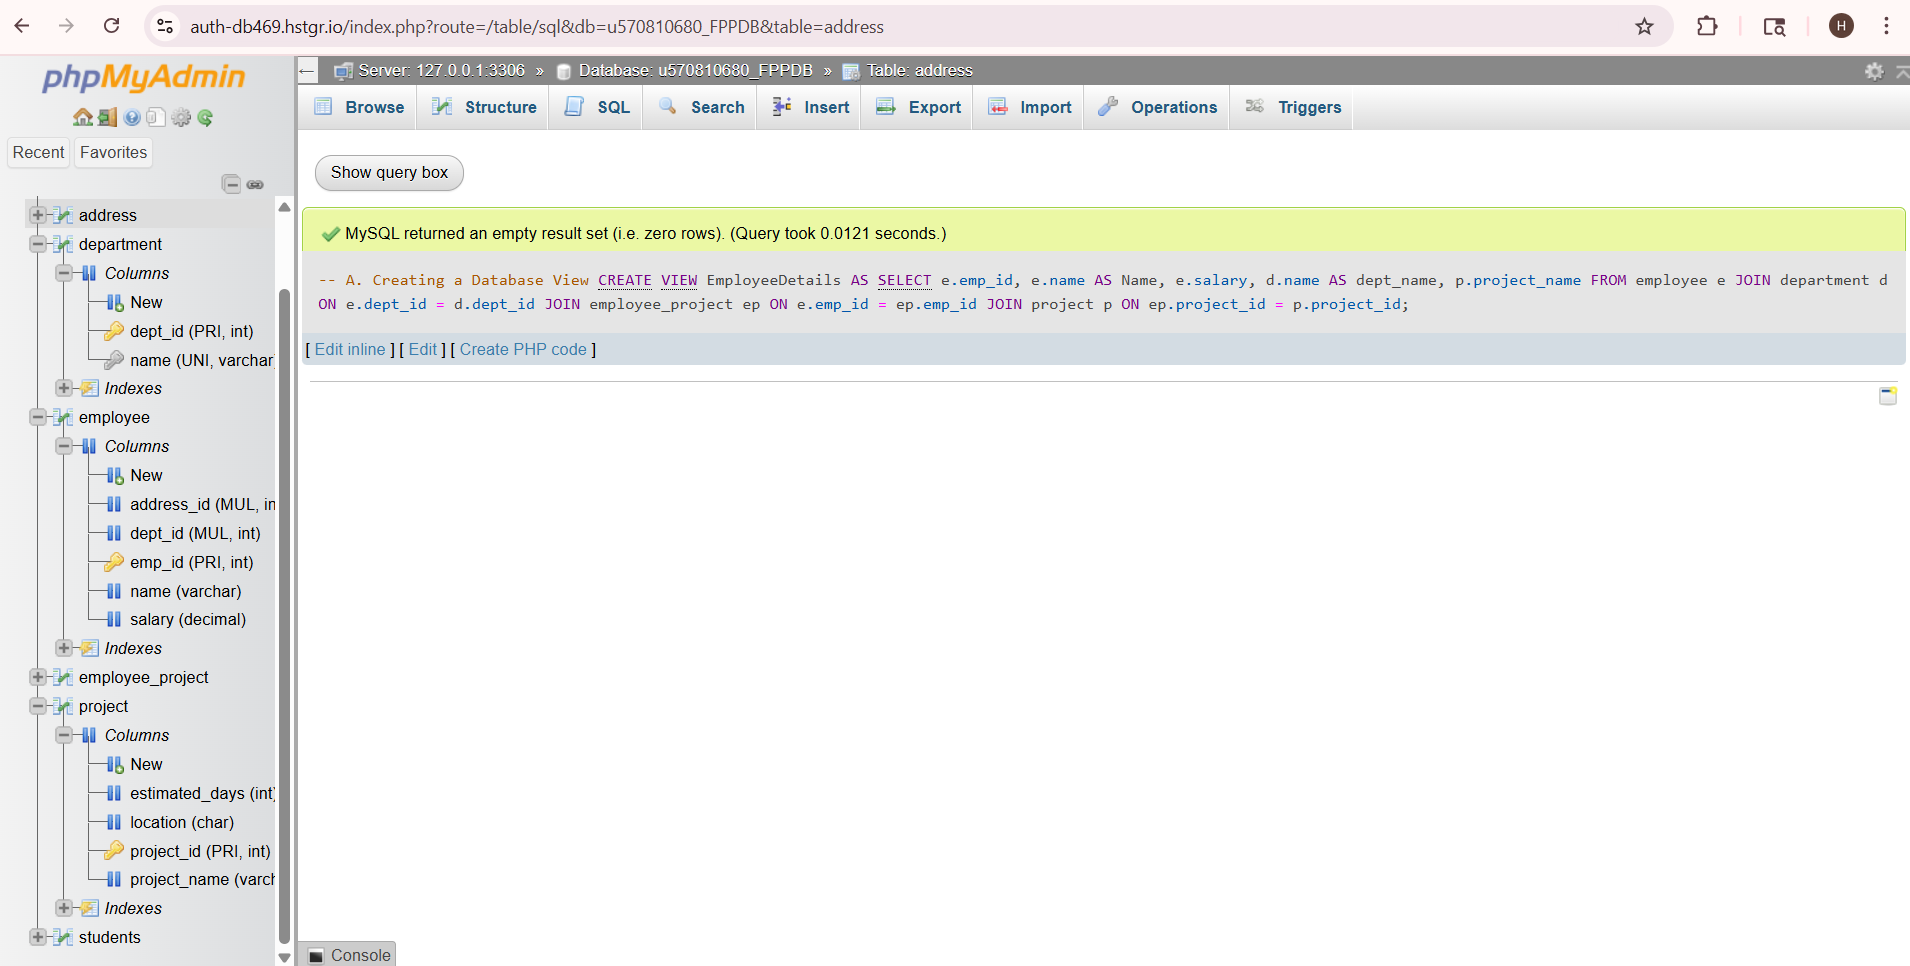 auth-db469.hstgr.io/index.php?route=/table/sql&db=u570810680_FPPDB&table=address
H
phpMyAdmin
Recent
Favorites
address
department
Columns
New
dept_id (PRI, int)
name (UNI, varchar
Indexes
employee
Columns
New
address_id (MUL, in
dept_id (MUL, int)
emp_id (PRI, int)
name (varchar)
salary (decimal)
Indexes
employee_project
project
Columns
New
estimated_days (int)
location (char)
project_id (PRI, int)
project_name (varch
Indexes
students
Server: 127.0.0.1:3306 » Database: u570810680_FPPDB » Table: address
Browse Structure SQL Search Insert Export Import Operations Triggers
Show query box
MySQL returned an empty result set (i.e. zero rows). (Query took 0.0121 seconds.)
-- A. Creating a Database View CREATE VIEW EmployeeDetails AS SELECT e.emp_id, e.name AS Name, e.salary, d.name AS dept_name, p.project_name FROM employee e JOIN department d
ON e.dept_id = d.dept_id JOIN employee_project ep ON e.emp_id = ep.emp_id JOIN project p ON ep.project_id = p.project_id;
[ Edit inline ] [ Edit ] [ Create PHP code ]
Console